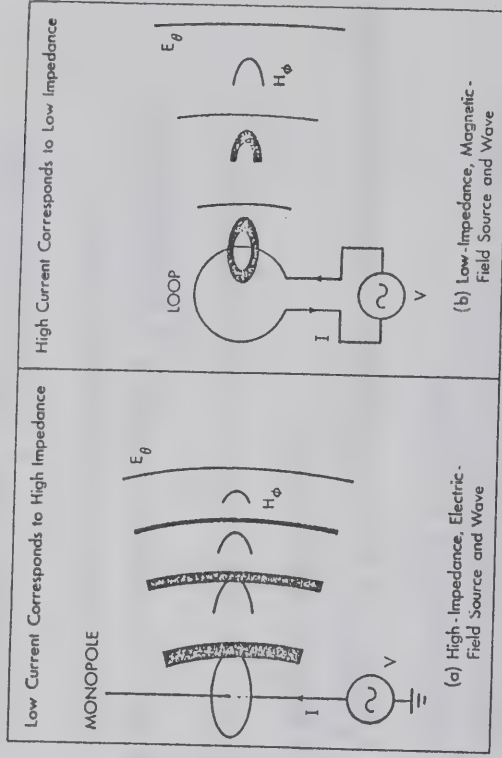 Low Current Corresponds to High Impedance
MONOPOLE
E_θ
H_ϕ
I
V
(a) High-Impedance, Electric-
Field Source and Wave
High Current Corresponds to Low Impedance
LOOP
E_θ
H_ϕ
I
V
(b) Low-Impedance, Magnetic-
Field Source and Wave